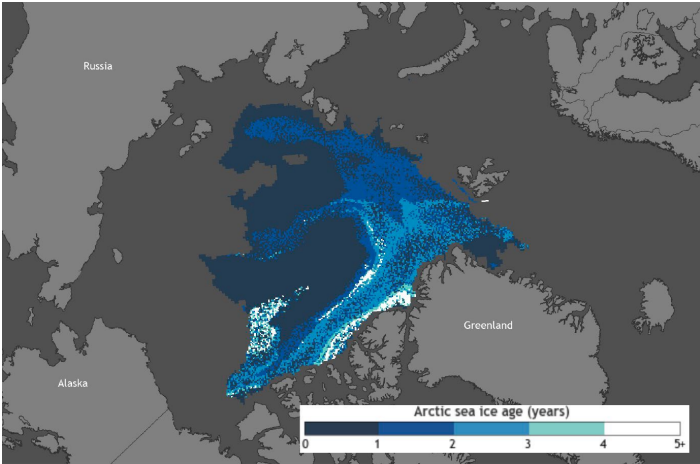 Russia
Greenland
Alaska
Arctic sea ice age (years)
0 1 2 3 4 5+